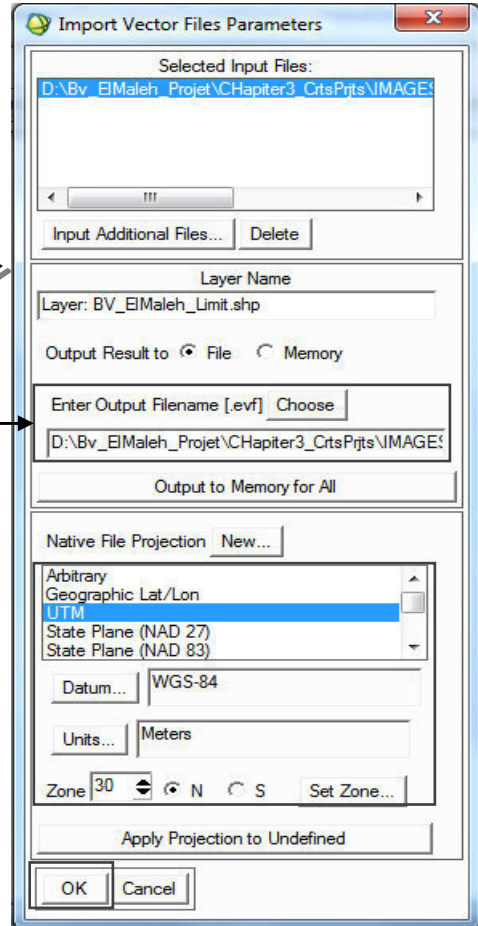 Import Vector Files Parameters
Selected Input Files:
D:\Bv_ElMaleh_Projet\CHapiter3_CrtsPrjts\IMAGES
Input Additional Files... Delete
Layer Name
Layer: BV_ElMaleh_Limit.shp
Output Result to File Memory
Enter Output Filename [.evf] Choose
D:\Bv_ElMaleh_Projet\CHapiter3_CrtsPrjts\IMAGES
Output to Memory for All
Native File Projection New...
Arbitrary
Geographic Lat/Lon
UTM
State Plane (NAD 27)
State Plane (NAD 83)
Datum... WGS-84
Units... Meters
Zone 30 N S Set Zone...
Apply Projection to Undefined
OK Cancel